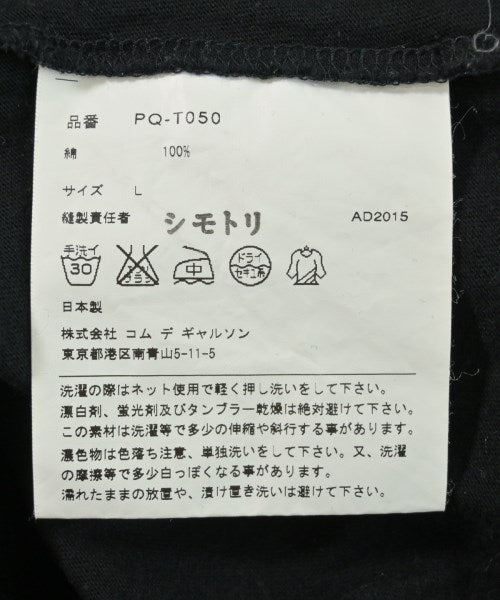 品番 PQ-T050
綿 100%
サイズ L
縫製責任者 シモトリ AD2015
手洗イ 30 エンソサラシ 中 ドライ セキユ系
日本製
株式会社 コム デ ギャルソン
東京都港区南青山5-11-5
洗濯の際はネット使用で軽く押し洗いをして下さい。
漂白剤、蛍光剤及びタンブラー乾燥は絶対避けて下さい。
この素材は洗濯等で多少の伸縮や斜行する事があります。
濃色物は色落ち注意、単独洗いをして下さい。又、洗濯
の摩擦等で多少白っぽくなる事が有ります。
濡れたままの放置や、漬け置き洗いは避けて下さい。